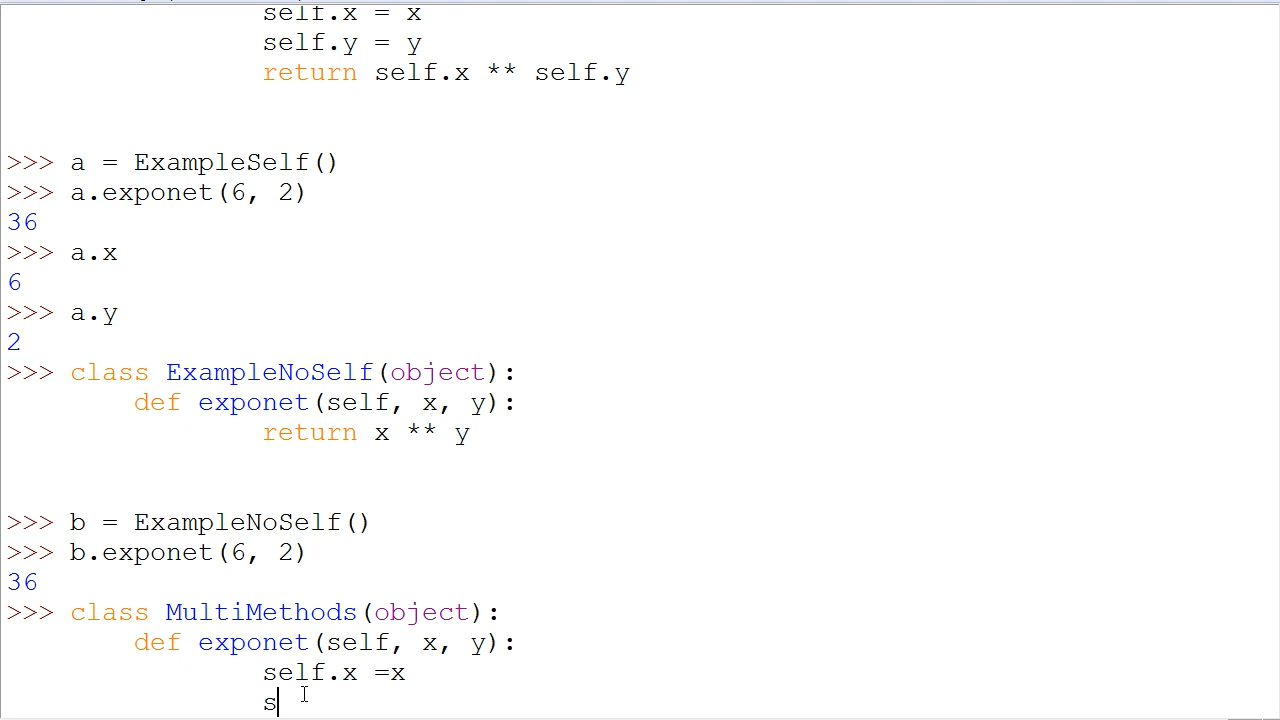 self.x = x
self.y = y
return self.x ** self.y
>>> a = ExampleSelf()
>>> a.exponet(6, 2)
36
>>> a.x
6
>>> a.y
2
>>> class ExampleNoSelf(object):
def exponet(self, x, y):
return x ** y
>>> b = ExampleNoSelf()
>>> b.exponet(6, 2)
36
>>> class MultiMethods(object):
def exponet(self, x, y):
self.x =x
s